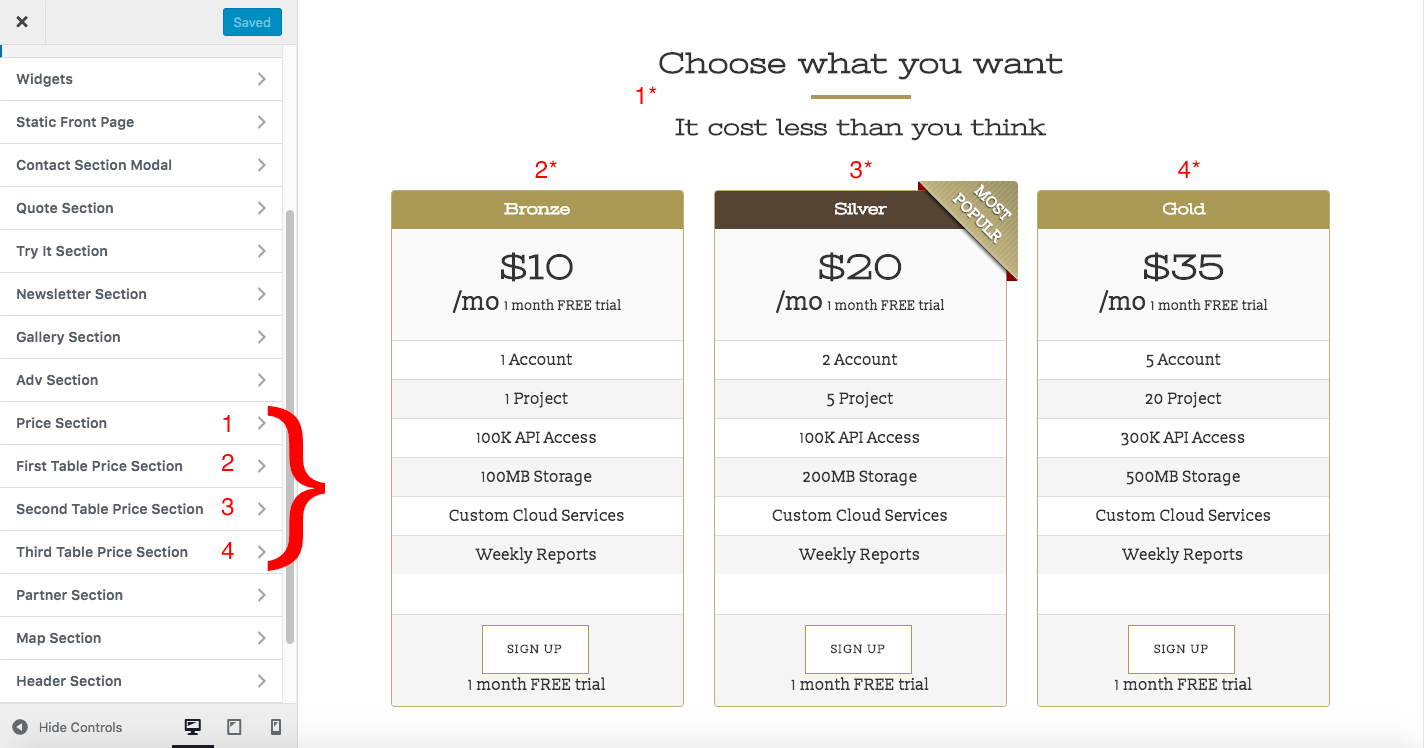 Saved
Widgets
Static Front Page
Contact Section Modal
Quote Section
Try It Section
Newsletter Section
Gallery Section
Adv Section
Price Section 1
First Table Price Section 2
Second Table Price Section 3
Third Table Price Section 4
Partner Section
Map Section
Header Section
Hide Controls
Choose what you want
1*
It cost less than you think
2*
Bronze
$10
/mo 1 month FREE trial
1 Account
1 Project
100K API Access
100MB Storage
Custom Cloud Services
Weekly Reports
SIGN UP
1 month FREE trial
3*
Silver
MOST
POPULR
$20
/mo 1 month FREE trial
2 Account
5 Project
100K API Access
200MB Storage
Custom Cloud Services
Weekly Reports
SIGN UP
1 month FREE trial
4*
Gold
$35
/mo 1 month FREE trial
5 Account
20 Project
300K API Access
500MB Storage
Custom Cloud Services
Weekly Reports
SIGN UP
1 month FREE trial